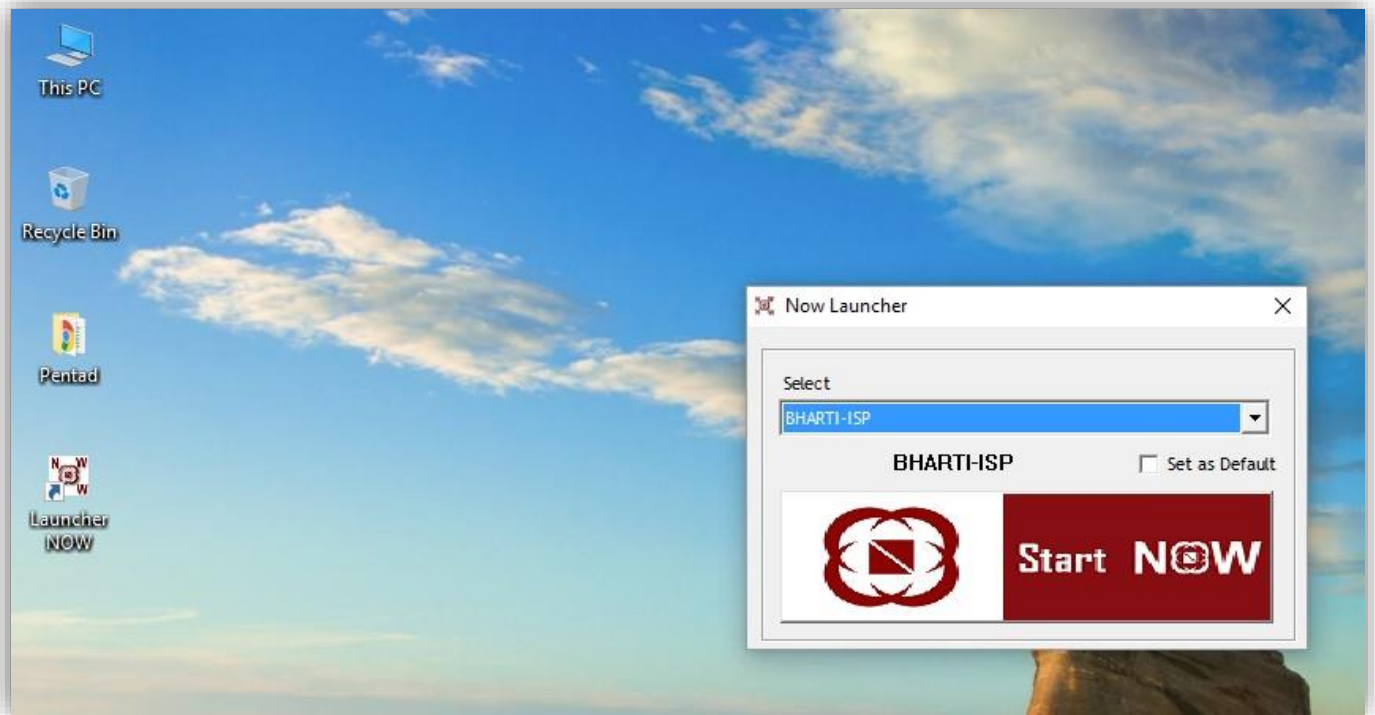 This PC
Recycle Bin
Pentad
NOW
W
Launcher
NOW
Now Launcher
Select
BHARTI-ISP
BHARTI-ISP
Set as Default
Start NOW